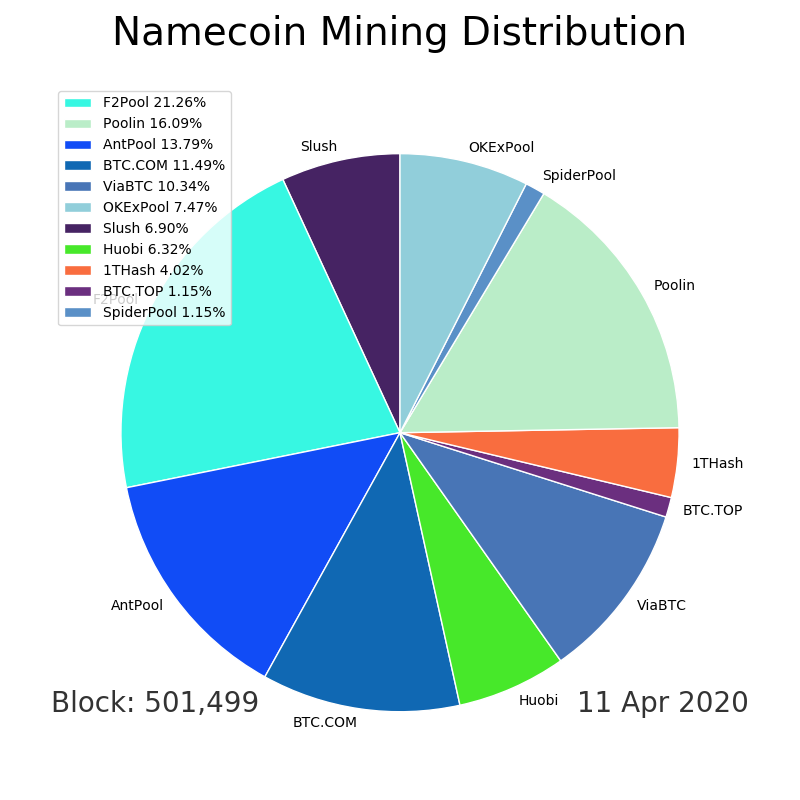 Namecoin Mining Distribution
F2Pool 21.26%
Poolin 16.09%
AntPool 13.79%
BTC.COM 11.49%
ViaBTC 10.34%
OKExPool 7.47%
Slush 6.90%
Huobi 6.32%
1THash 4.02%
BTC.TOP 1.15%
SpiderPool 1.15%
Slush
OKExPool
SpiderPool
Poolin
F2Pool
1THash
BTC.TOP
AntPool
ViaBTC
Huobi
BTC.COM
Block: 501,499
11 Apr 2020